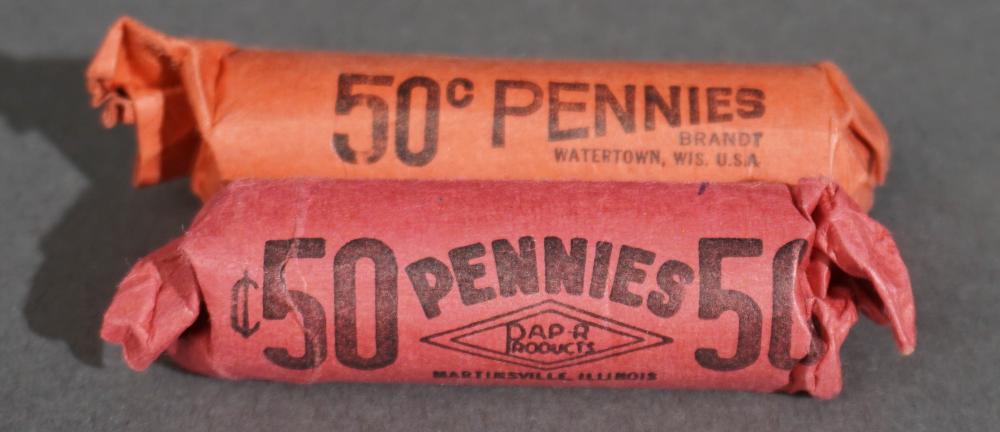 50c PENNIES
BRANDT
WATERTOWN, WIS. U.S.A.
¢50 PENNIES 50
PAP-R
PRODUCTS
MARTINSVILLE, ILLINOIS